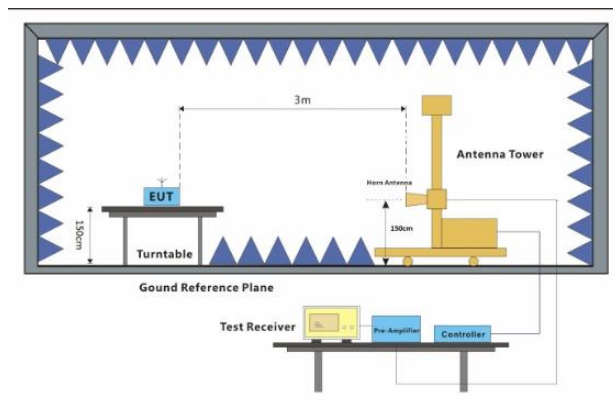 3m
Antenna Tower
Horn Antenna
EUT
150cm
150cm
Turntable
Gound Reference Plane
Test Receiver
Pre-Amplifier
Controller